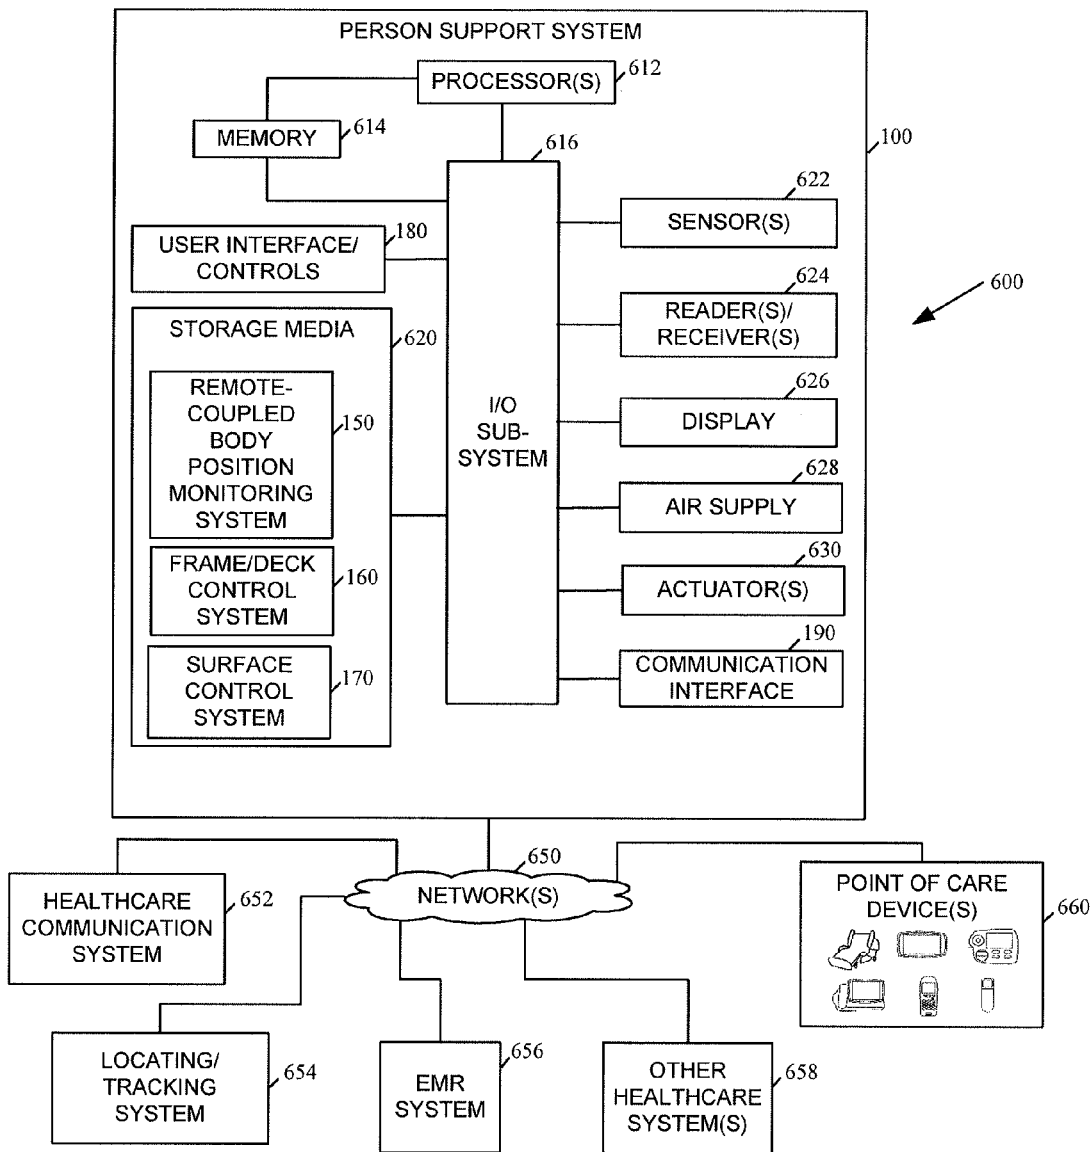 PERSON SUPPORT SYSTEM
PROCESSOR(S)
612
MEMORY
614
616
100
622
SENSOR(S)
USER INTERFACE/
CONTROLS
180
624
READER(S)/
RECEIVER(S)
600
STORAGE MEDIA
620
REMOTE-
COUPLED
BODY
POSITION
MONITORING
SYSTEM
150
I/O
SUB-
SYSTEM
626
DISPLAY
628
AIR SUPPLY
FRAME/DECK
CONTROL
SYSTEM
160
630
ACTUATOR(S)
SURFACE
CONTROL
SYSTEM
170
190
COMMUNICATION
INTERFACE
650
NETWORK(S)
HEALTHCARE
COMMUNICATION
SYSTEM
652
POINT OF CARE
DEVICE(S)
660
LOCATING/
TRACKING
SYSTEM
654
EMR
SYSTEM
656
OTHER
HEALTHCARE
SYSTEM(S)
658